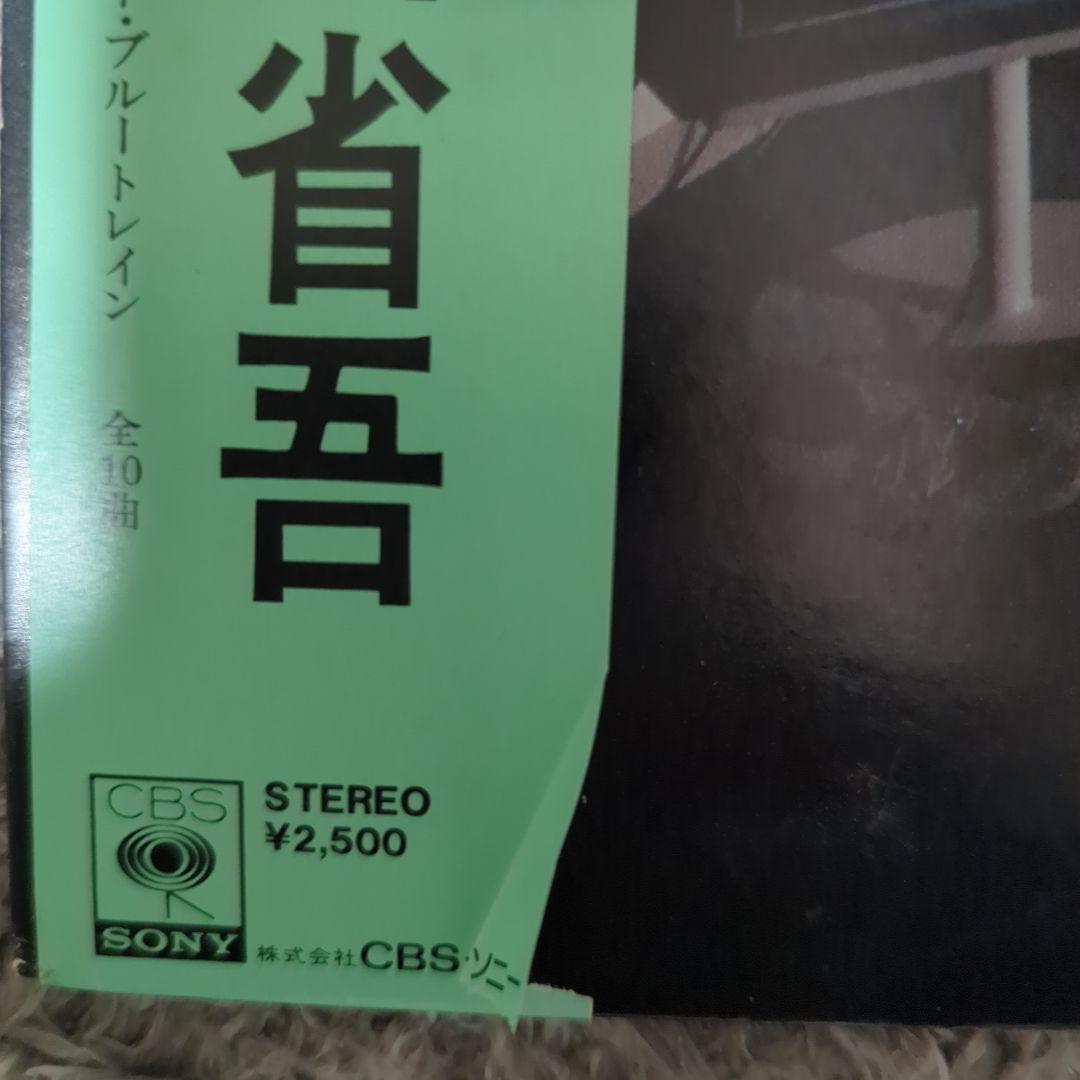 ブルートレイン 全10曲
省吾
CBS
SONY
STEREO
¥2,500
株式会社CBS・ソニー